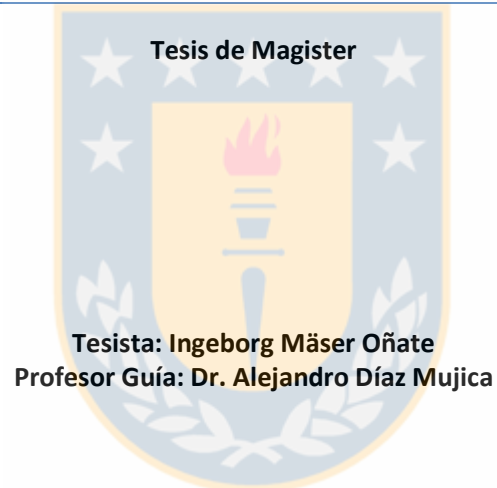 Tesis de Magister
Tesista: Ingeborg Mäser Oñate
Profesor Guía: Dr. Alejandro Díaz Mujica